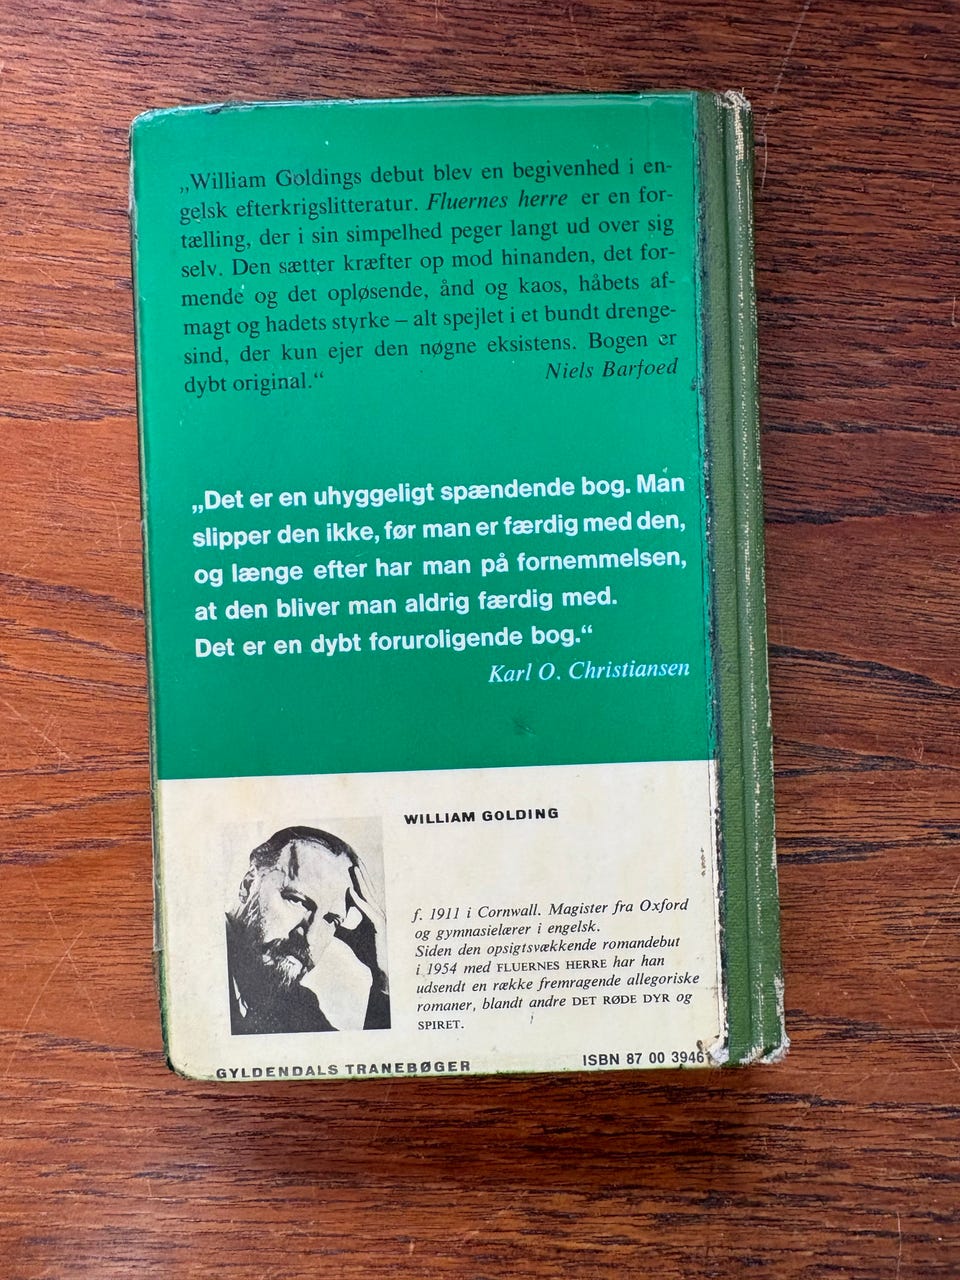 „William Goldings debut blev en begivenhed i en-
gelsk efterkrigslitteratur. Fluernes herre er en for-
tælling, der i sin simpelhed peger langt ud over sig
selv. Den sætter kræfter op mod hinanden, det for-
mende og det opløsende, ånd og kaos, håbets af-
magt og hadets styrke – alt spejlet i et bundt drenge-
sind, der kun ejer den nøgne eksistens. Bogen er
dybt original.“ Niels Barfoed
„Det er en uhyggeligt spændende bog. Man
slipper den ikke, før man er færdig med den,
og længe efter har man på fornemmelsen,
at den bliver man aldrig færdig med.
Det er en dybt foruroligende bog.“
Karl O. Christiansen
WILLIAM GOLDING
f. 1911 i Cornwall. Magister fra Oxford
og gymnasielærer i engelsk.
Siden den opsigtsvækkende romandebut
i 1954 med FLUERNES HERRE har han
udsendt en række fremragende allegoriske
romaner, blandt andre DET RØDE DYR og
SPIRET.
GYLDENDALS TRANEBØGER
ISBN 87 00 3946